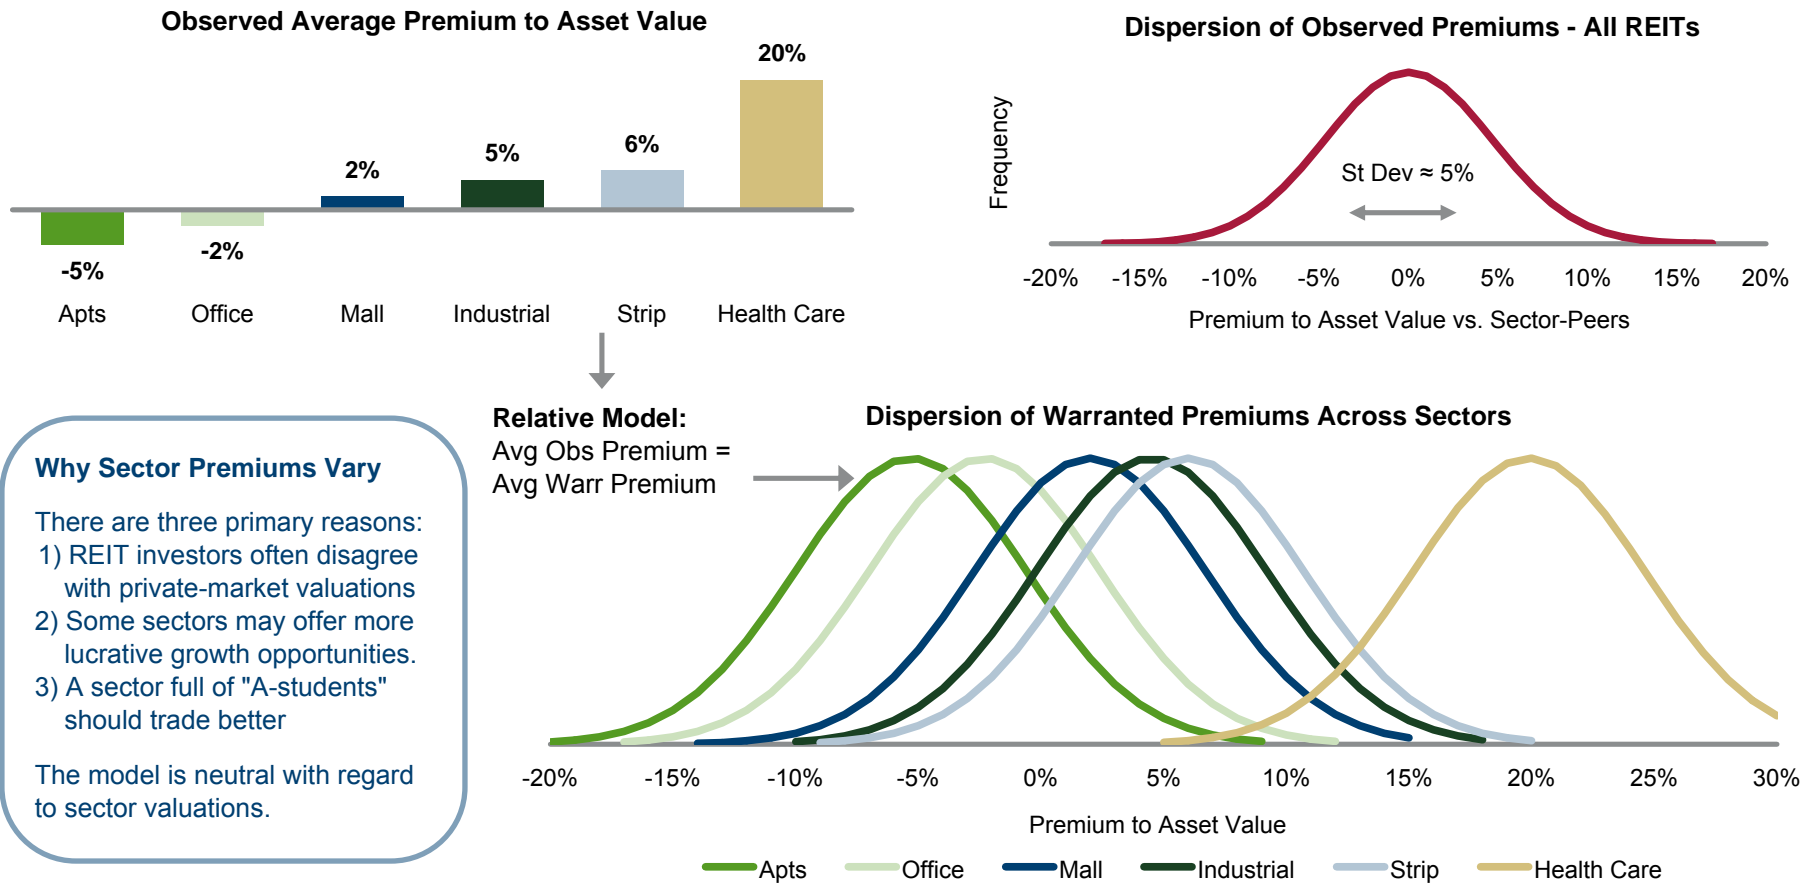 Observed Average Premium to Asset Value
20%
6%
5%
2%
-2%
-5%
Apts Office Mall Industrial Strip Health Care
Dispersion of Observed Premiums - All REITs
Frequency
St Dev ≈ 5%
-20% -15% -10% -5% 0% 5% 10% 15% 20%
Premium to Asset Value vs. Sector-Peers
Why Sector Premiums Vary
There are three primary reasons:
1) REIT investors often disagree
with private-market valuations
2) Some sectors may offer more
lucrative growth opportunities.
3) A sector full of "A-students"
should trade better
The model is neutral with regard
to sector valuations.
Relative Model:
Avg Obs Premium =
Avg Warr Premium
Dispersion of Warranted Premiums Across Sectors
-20% -15% -10% -5% 0% 5% 10% 15% 20% 25% 30%
Premium to Asset Value
Apts Office Mall Industrial Strip Health Care